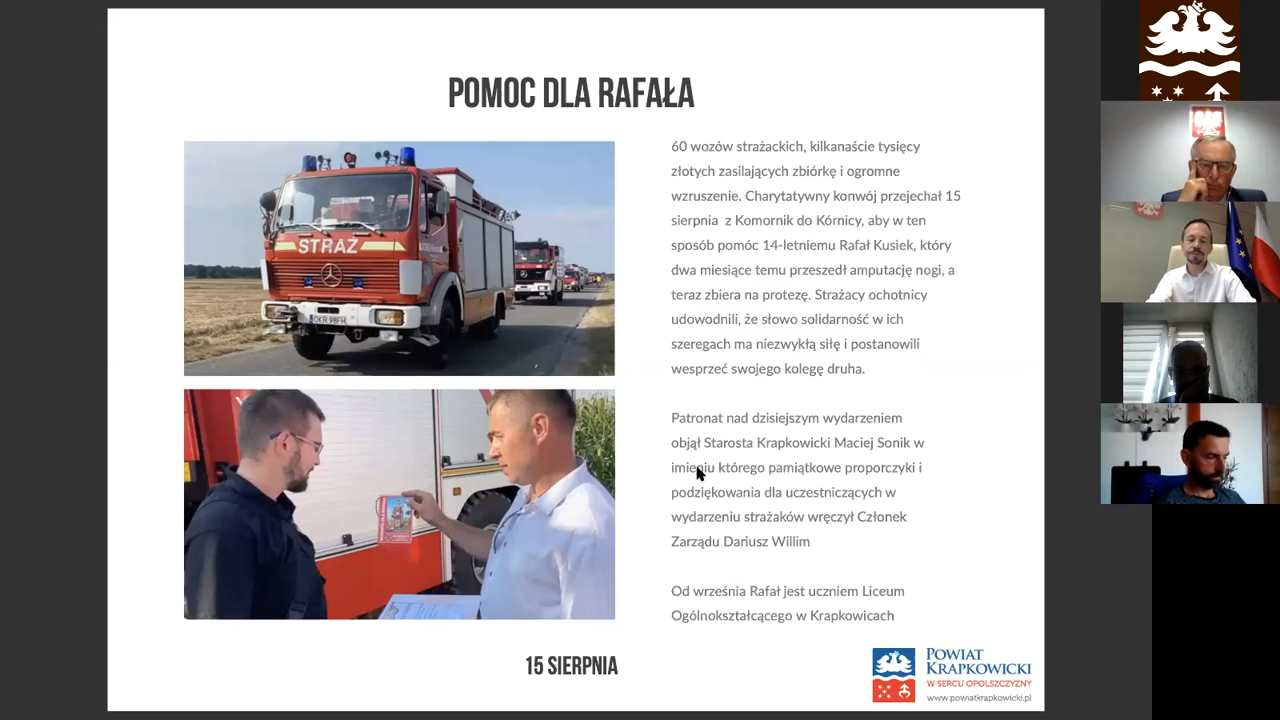 POMOC DLA RAFAŁA
STRAŻ
OKR 98FH
60 wozów strażackich, kilkanaście tysięcy
złotych zasilających zbiórkę i ogromne
wzruszenie. Charytatywny konwój przejechał 15
sierpnia z Komornik do Kórnicy, aby w ten
sposób pomóc 14-letniemu Rafał Kusiek, który
dwa miesiące temu przeszedł amputację nogi, a
teraz zbiera na protezę. Strażacy ochotnicy
udowodnili, że słowo solidarność w ich
szeregach ma niezwykłą siłę i postanowili
wesprzeć swojego kolegę druha.
Patronat nad dzisiejszym wydarzeniem
objął Starosta Krapkowicki Maciej Sonik w
imieniu którego pamiątkowe proporczyki i
podziękowania dla uczestniczących w
wydarzeniu strażaków wręczył Członek
Zarządu Dariusz Willim
Od września Rafał jest uczniem Liceum
Ogólnokształcącego w Krapkowicach
15 SIERPNIA
POWIAT
KRAPKOWICKI
W SERCU OPOLSZCZYZNY
www.powiatkrapkowicki.pl